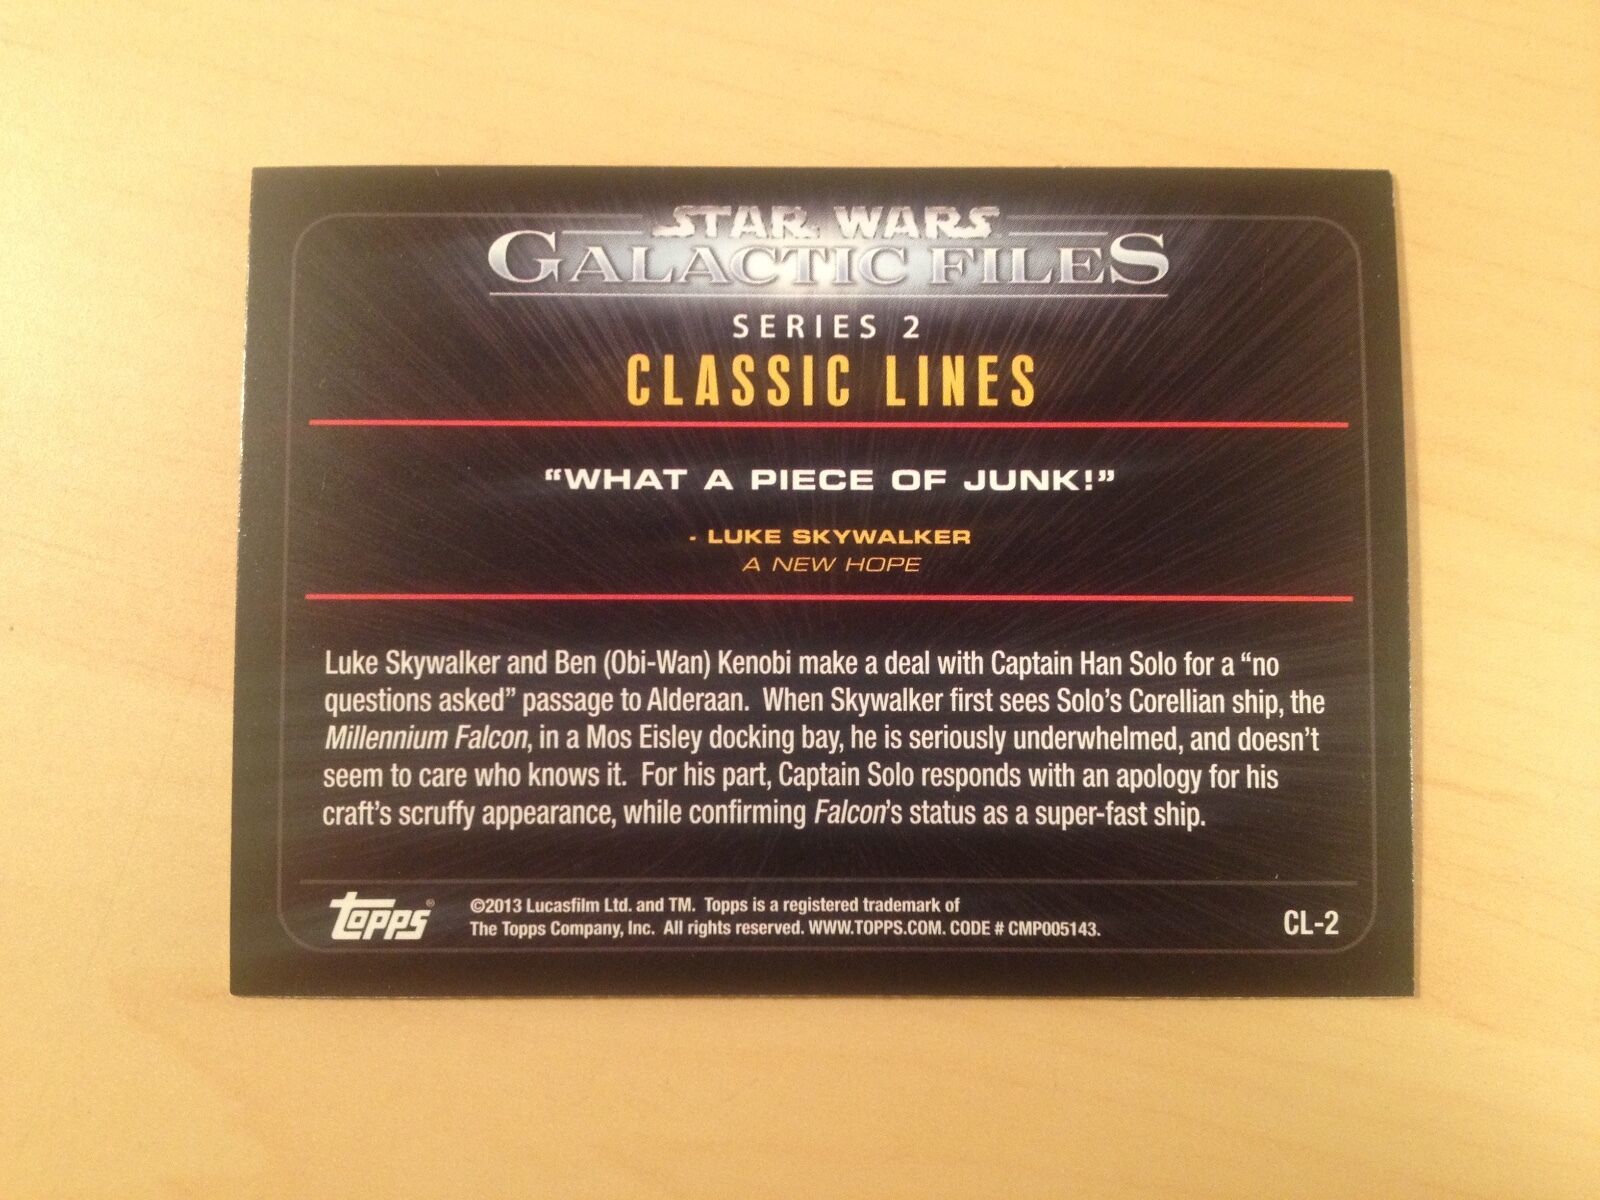 STAR WARS
GALACTIC FILES
SERIES 2
CLASSIC LINES
“WHAT A PIECE OF JUNK!”
- LUKE SKYWALKER
A NEW HOPE
Luke Skywalker and Ben (Obi-Wan) Kenobi make a deal with Captain Han Solo for a “no
questions asked” passage to Alderaan.  When Skywalker first sees Solo’s Corellian ship, the
Millennium Falcon, in a Mos Eisley docking bay, he is seriously underwhelmed, and doesn’t
seem to care who knows it.  For his part, Captain Solo responds with an apology for his
craft’s scruffy appearance, while confirming Falcon’s status as a super-fast ship.
Topps®
©2013 Lucasfilm Ltd. and TM.  Topps is a registered trademark of
The Topps Company, Inc.  All rights reserved. WWW.TOPPS.COM. CODE # CMP005143.
CL-2